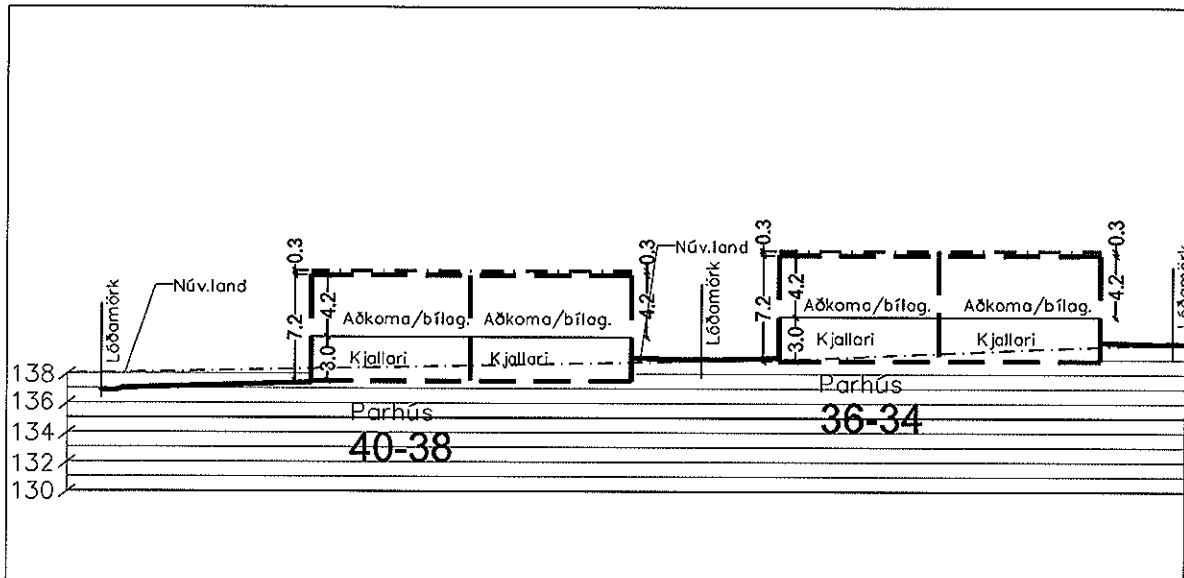 Lóðamörk
Núv.land
0.3
7.2
4.2
3.0
Aðkoma/bílag.
Aðkoma/bílag.
Kjallari
Kjallari
0.3
4.2
Núv.land
Lóðamörk
0.3
7.2
4.2
3.0
Aðkoma/bílag.
Aðkoma/bílag.
Kjallari
Kjallari
0.3
4.2
138
136
134
132
130
Parhús
40-38
Parhús
36-34